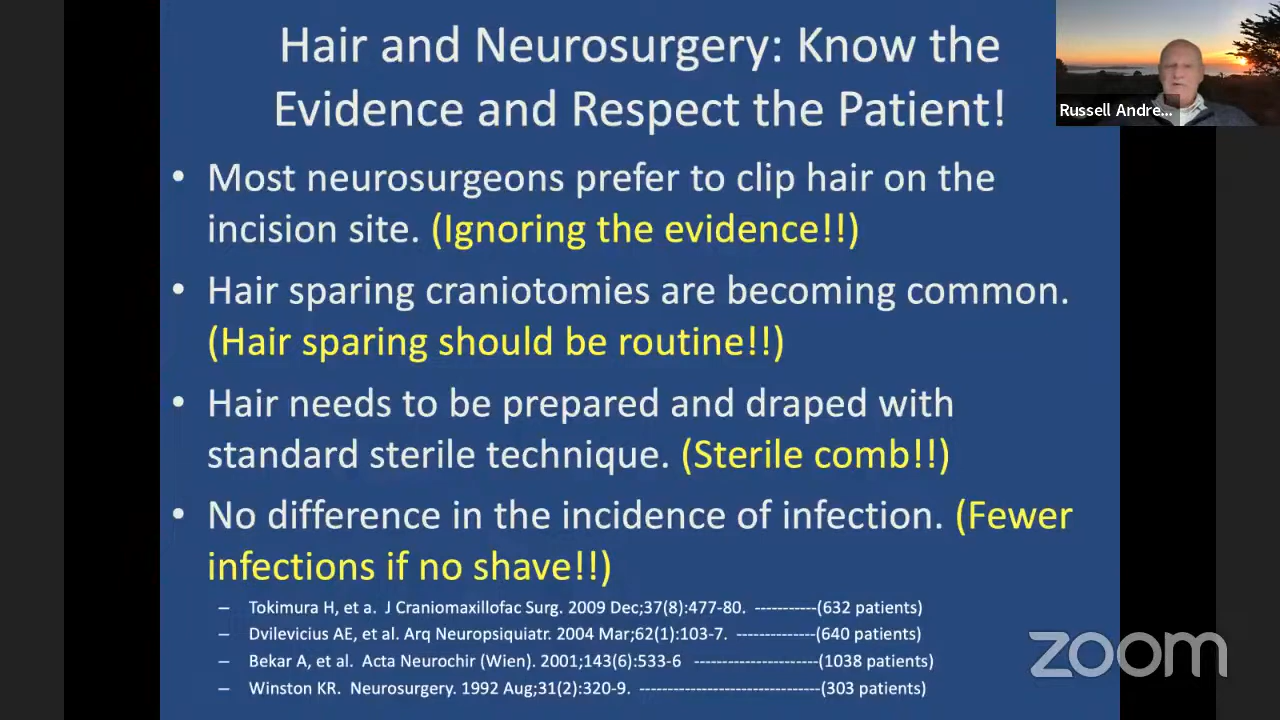 Hair and Neurosurgery: Know the
Evidence and Respect the Patient!
Russell Andre...
• Most neurosurgeons prefer to clip hair on the
incision site. (Ignoring the evidence!!)
• Hair sparing craniotomies are becoming common.
(Hair sparing should be routine!!)
• Hair needs to be prepared and draped with
standard sterile technique. (Sterile comb!!)
• No difference in the incidence of infection. (Fewer
infections if no shave!!)
– Tokimura H, et a. J Craniomaxillofac Surg. 2009 Dec;37(8):477-80. -----------(632 patients)
– Dvilevicius AE, et al. Arq Neuropsiquiatr. 2004 Mar;62(1):103-7. --------------(640 patients)
– Bekar A, et al. Acta Neurochir (Wien). 2001;143(6):533-6 ----------------------(1038 patients)
– Winston KR. Neurosurgery. 1992 Aug;31(2):320-9. --------------------------------(303 patients)
zoom